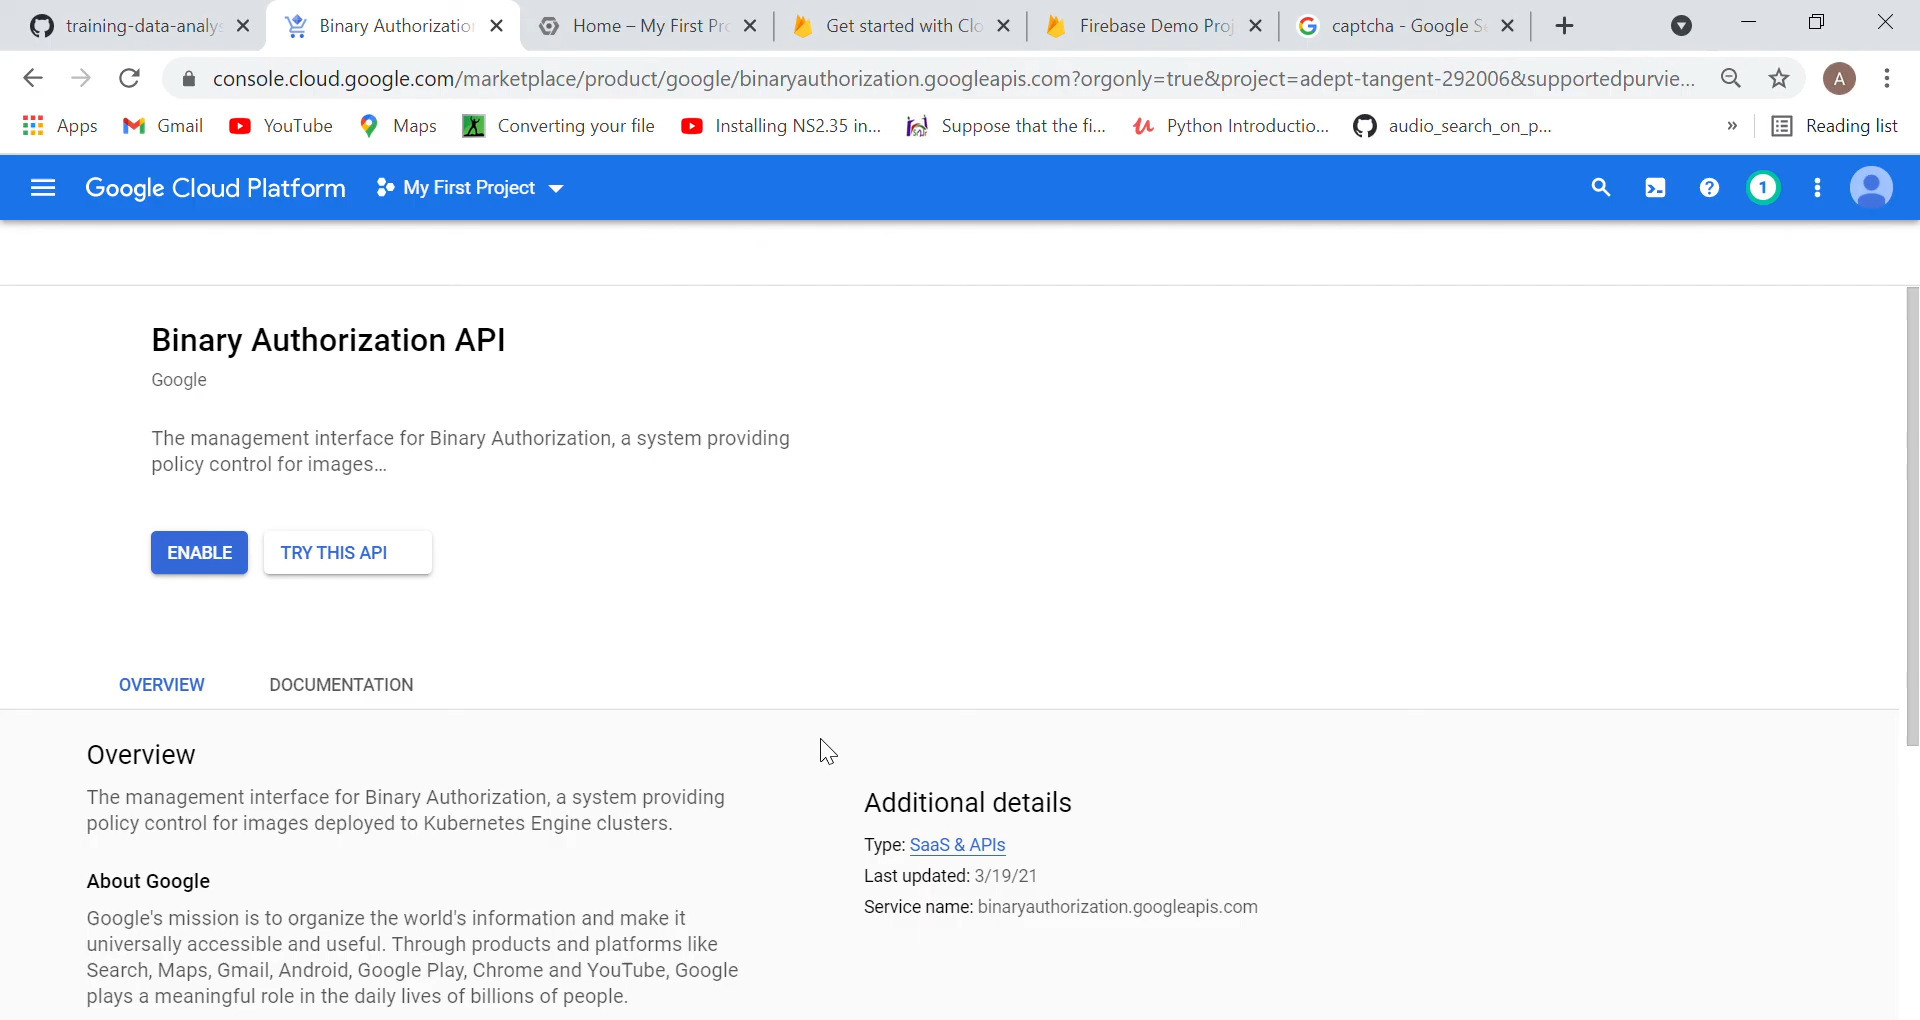 training-data-analys
Binary Authorization
Home – My First Pro
Get started with Clo
Firebase Demo Proj
captcha - Google Se
console.cloud.google.com/marketplace/product/google/binaryauthorization.googleapis.com?orgonly=true&project=adept-tangent-292006&supportedpurvie...
A
Apps
Gmail
YouTube
Maps
Converting your file
Installing NS2.35 in...
Suppose that the fi...
Python Introductio...
audio_search_on_p...
»
Reading list
Google Cloud Platform
My First Project
1
Binary Authorization API
Google
The management interface for Binary Authorization, a system providing
policy control for images...
ENABLE
TRY THIS API
OVERVIEW
DOCUMENTATION
Overview
The management interface for Binary Authorization, a system providing
policy control for images deployed to Kubernetes Engine clusters.
About Google
Google's mission is to organize the world's information and make it
universally accessible and useful. Through products and platforms like
Search, Maps, Gmail, Android, Google Play, Chrome and YouTube, Google
plays a meaningful role in the daily lives of billions of people.
Additional details
Type: SaaS & APIs
Last updated: 3/19/21
Service name: binaryauthorization.googleapis.com